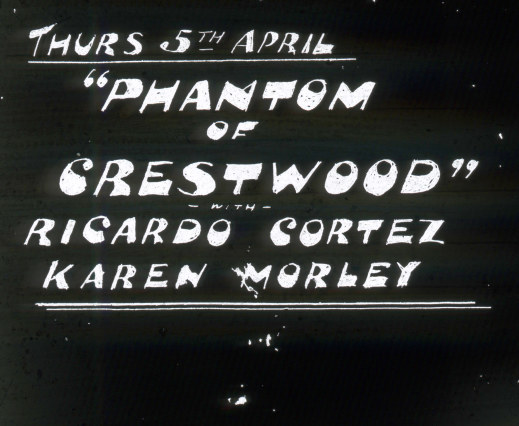 THURS 5TH APRIL
"PHANTOM
OF
CRESTWOOD"
- WITH -
RICARDO CORTEZ
KAREN MORLEY